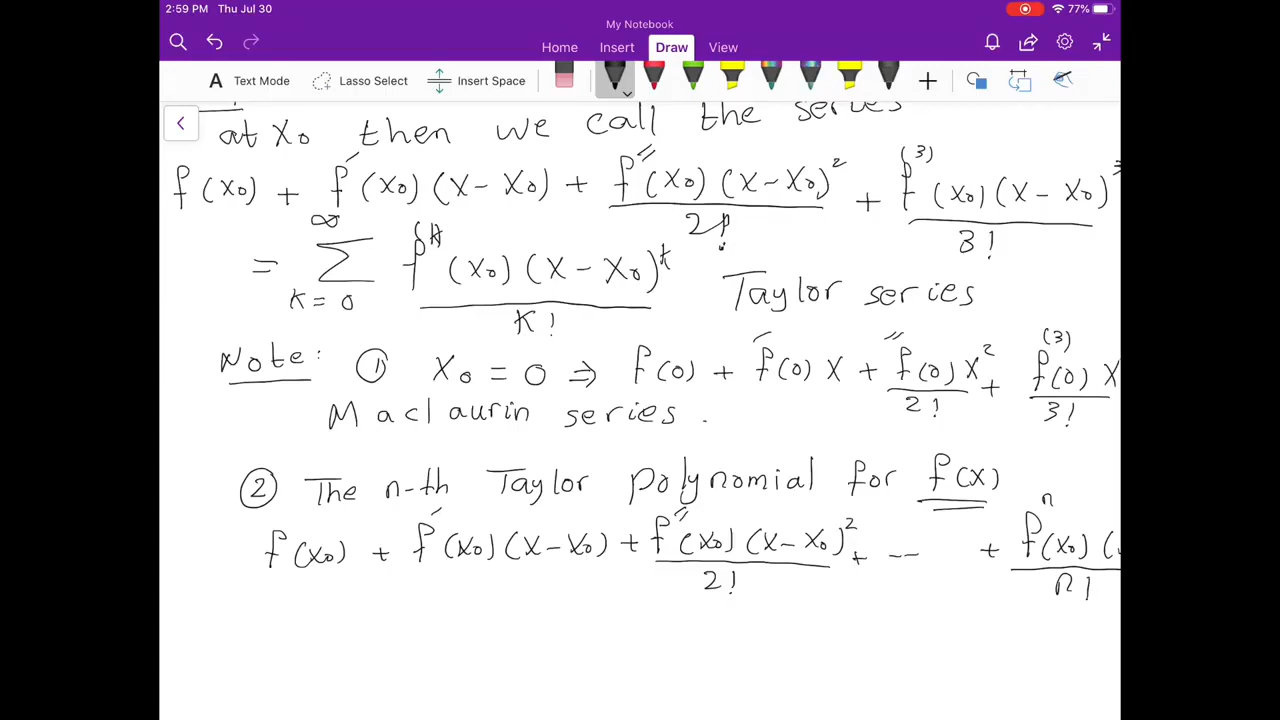 2:59 PM Thu Jul 30
77%
My Notebook
Home Insert Draw View
A Text Mode Lasso Select Insert Space
at x₀ then we call the series
f(x₀) + f′(x₀)(x-x₀) + f″(x₀)(x-x₀)²/2! + f⁽³⁾(x₀)(x-x₀)³/3!
= ∑ k=0 ∞ fᵏ(x₀)(x-x₀)ᵏ/k! Taylor series
Note: ① x₀ = 0 ⇒ f(0) + f′(0)x + f″(0)x²/2! + f⁽³⁾(0)x/3!
Maclaurin series.
② The n-th Taylor polynomial for f(x)
f(x₀) + f′(x₀)(x-x₀) + f″(x₀)(x-x₀)²/2! + -- + fⁿ(x₀)(/n!